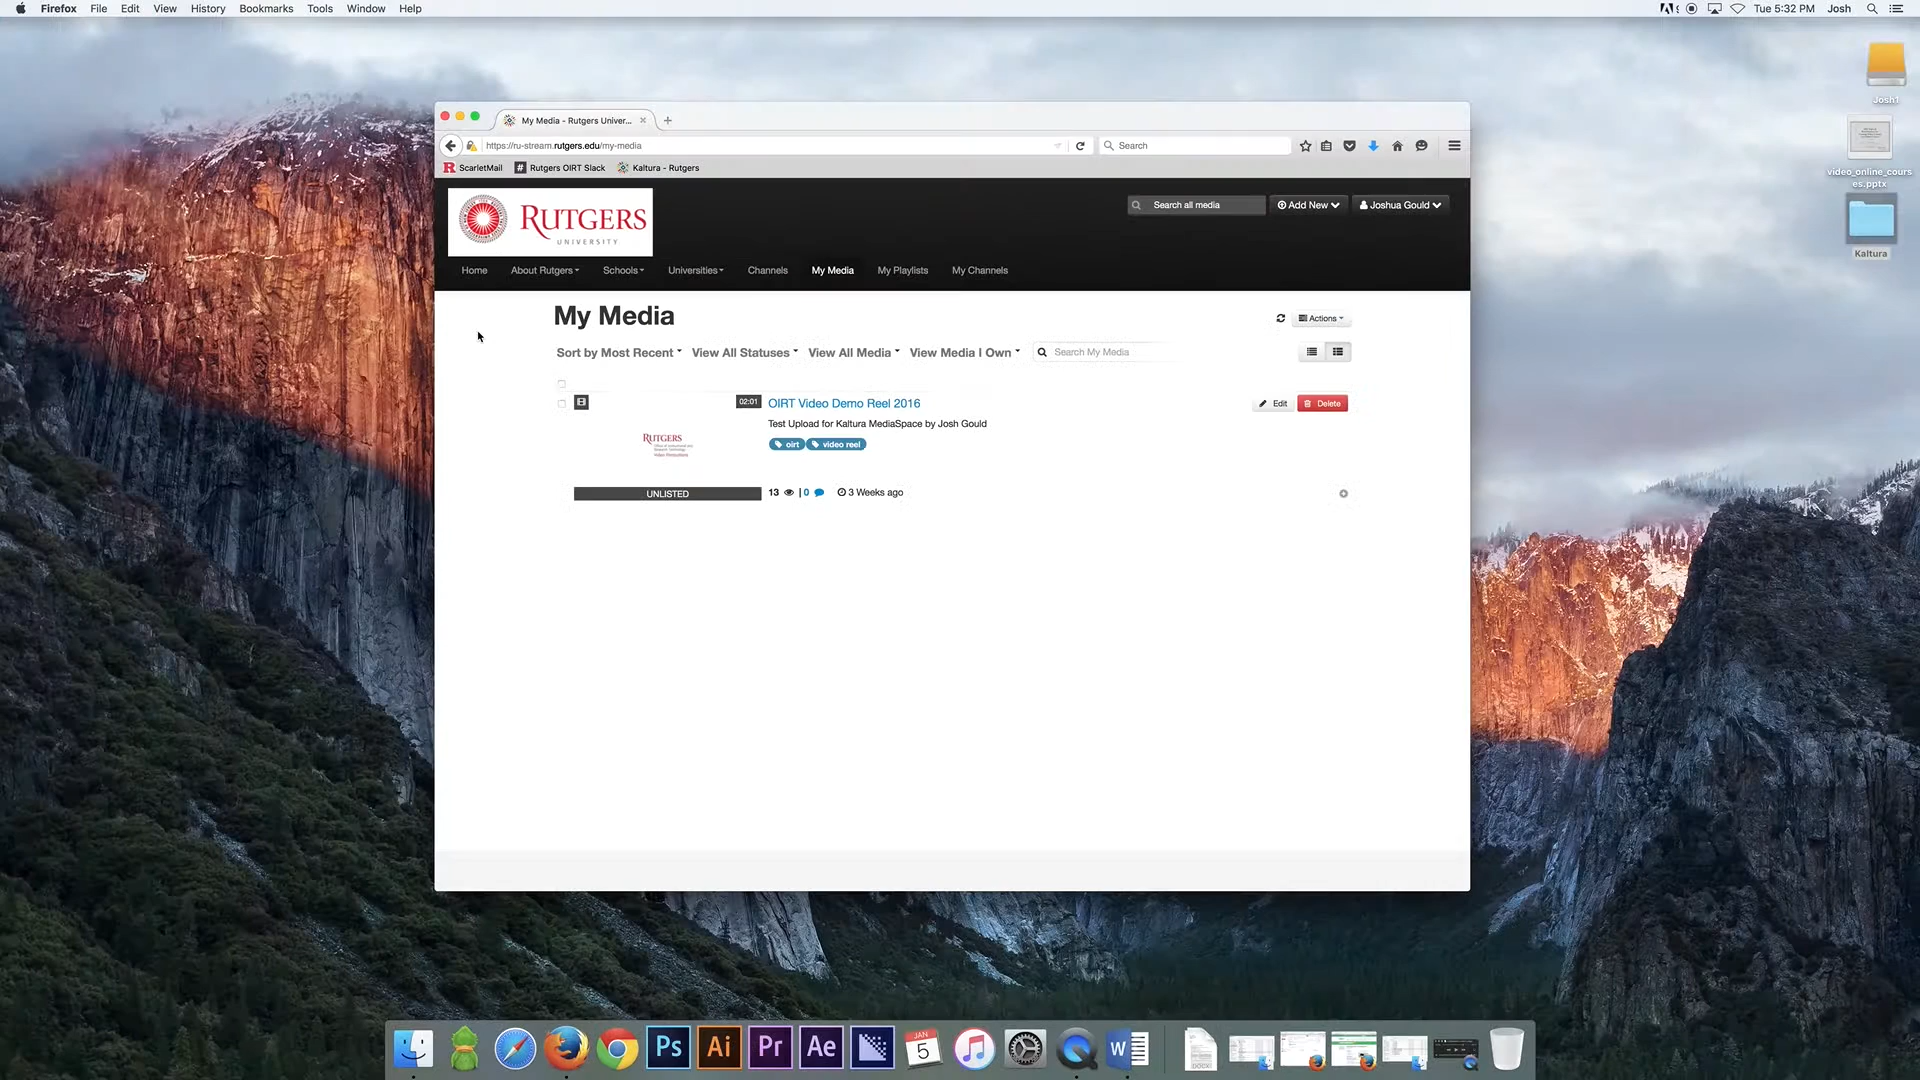 Firefox File Edit View History Bookmarks Tools Window Help
Tue 5:32 PM Josh
Josh1
video_online_cours
es.pptx
Kaltura
My Media - Rutgers Univer...
https://ru-stream.rutgers.edu/my-media
Search
ScarletMail Rutgers OIRT Slack Kaltura - Rutgers
RUTGERS
UNIVERSITY
Search all media Add New Joshua Gould
Home About Rutgers Schools Universities Channels My Media My Playlists My Channels
My Media
Actions
Sort by Most Recent View All Statuses View All Media View Media I Own Search My Media
02:01 OIRT Video Demo Reel 2016 Edit Delete
Test Upload for Kaltura MediaSpace by Josh Gould
RUTGERS
oirt video reel
UNLISTED 13 | 0 3 Weeks ago
Ps Ai Pr Ae JAN 5 W
DOCX